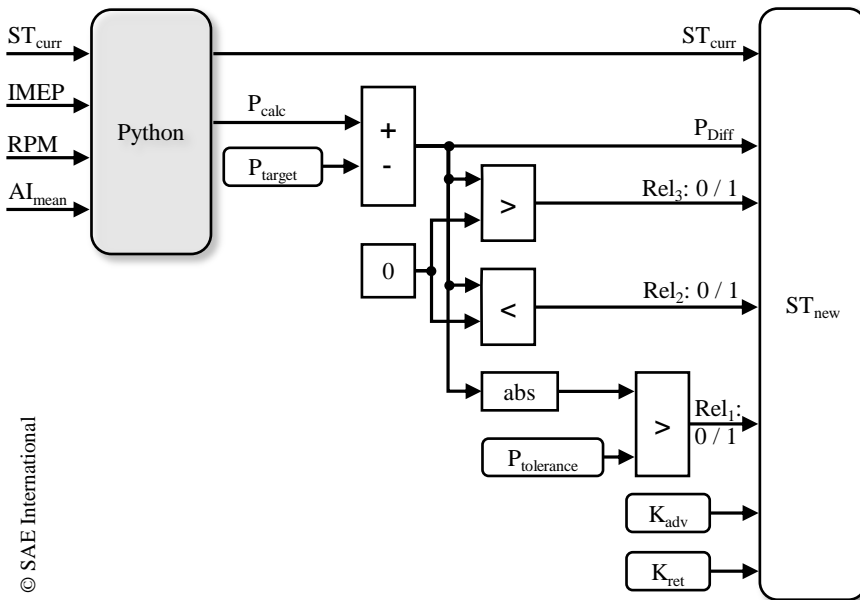 ST_curr
IMEP
RPM
AI_mean
Python
ST_curr
P_calc
P_target
+
-
P_Diff
>
Rel_3: 0 / 1
0
<
Rel_2: 0 / 1
ST_new
abs
>
Rel_1:
0 / 1
P_tolerance
K_adv
K_ret
© SAE International